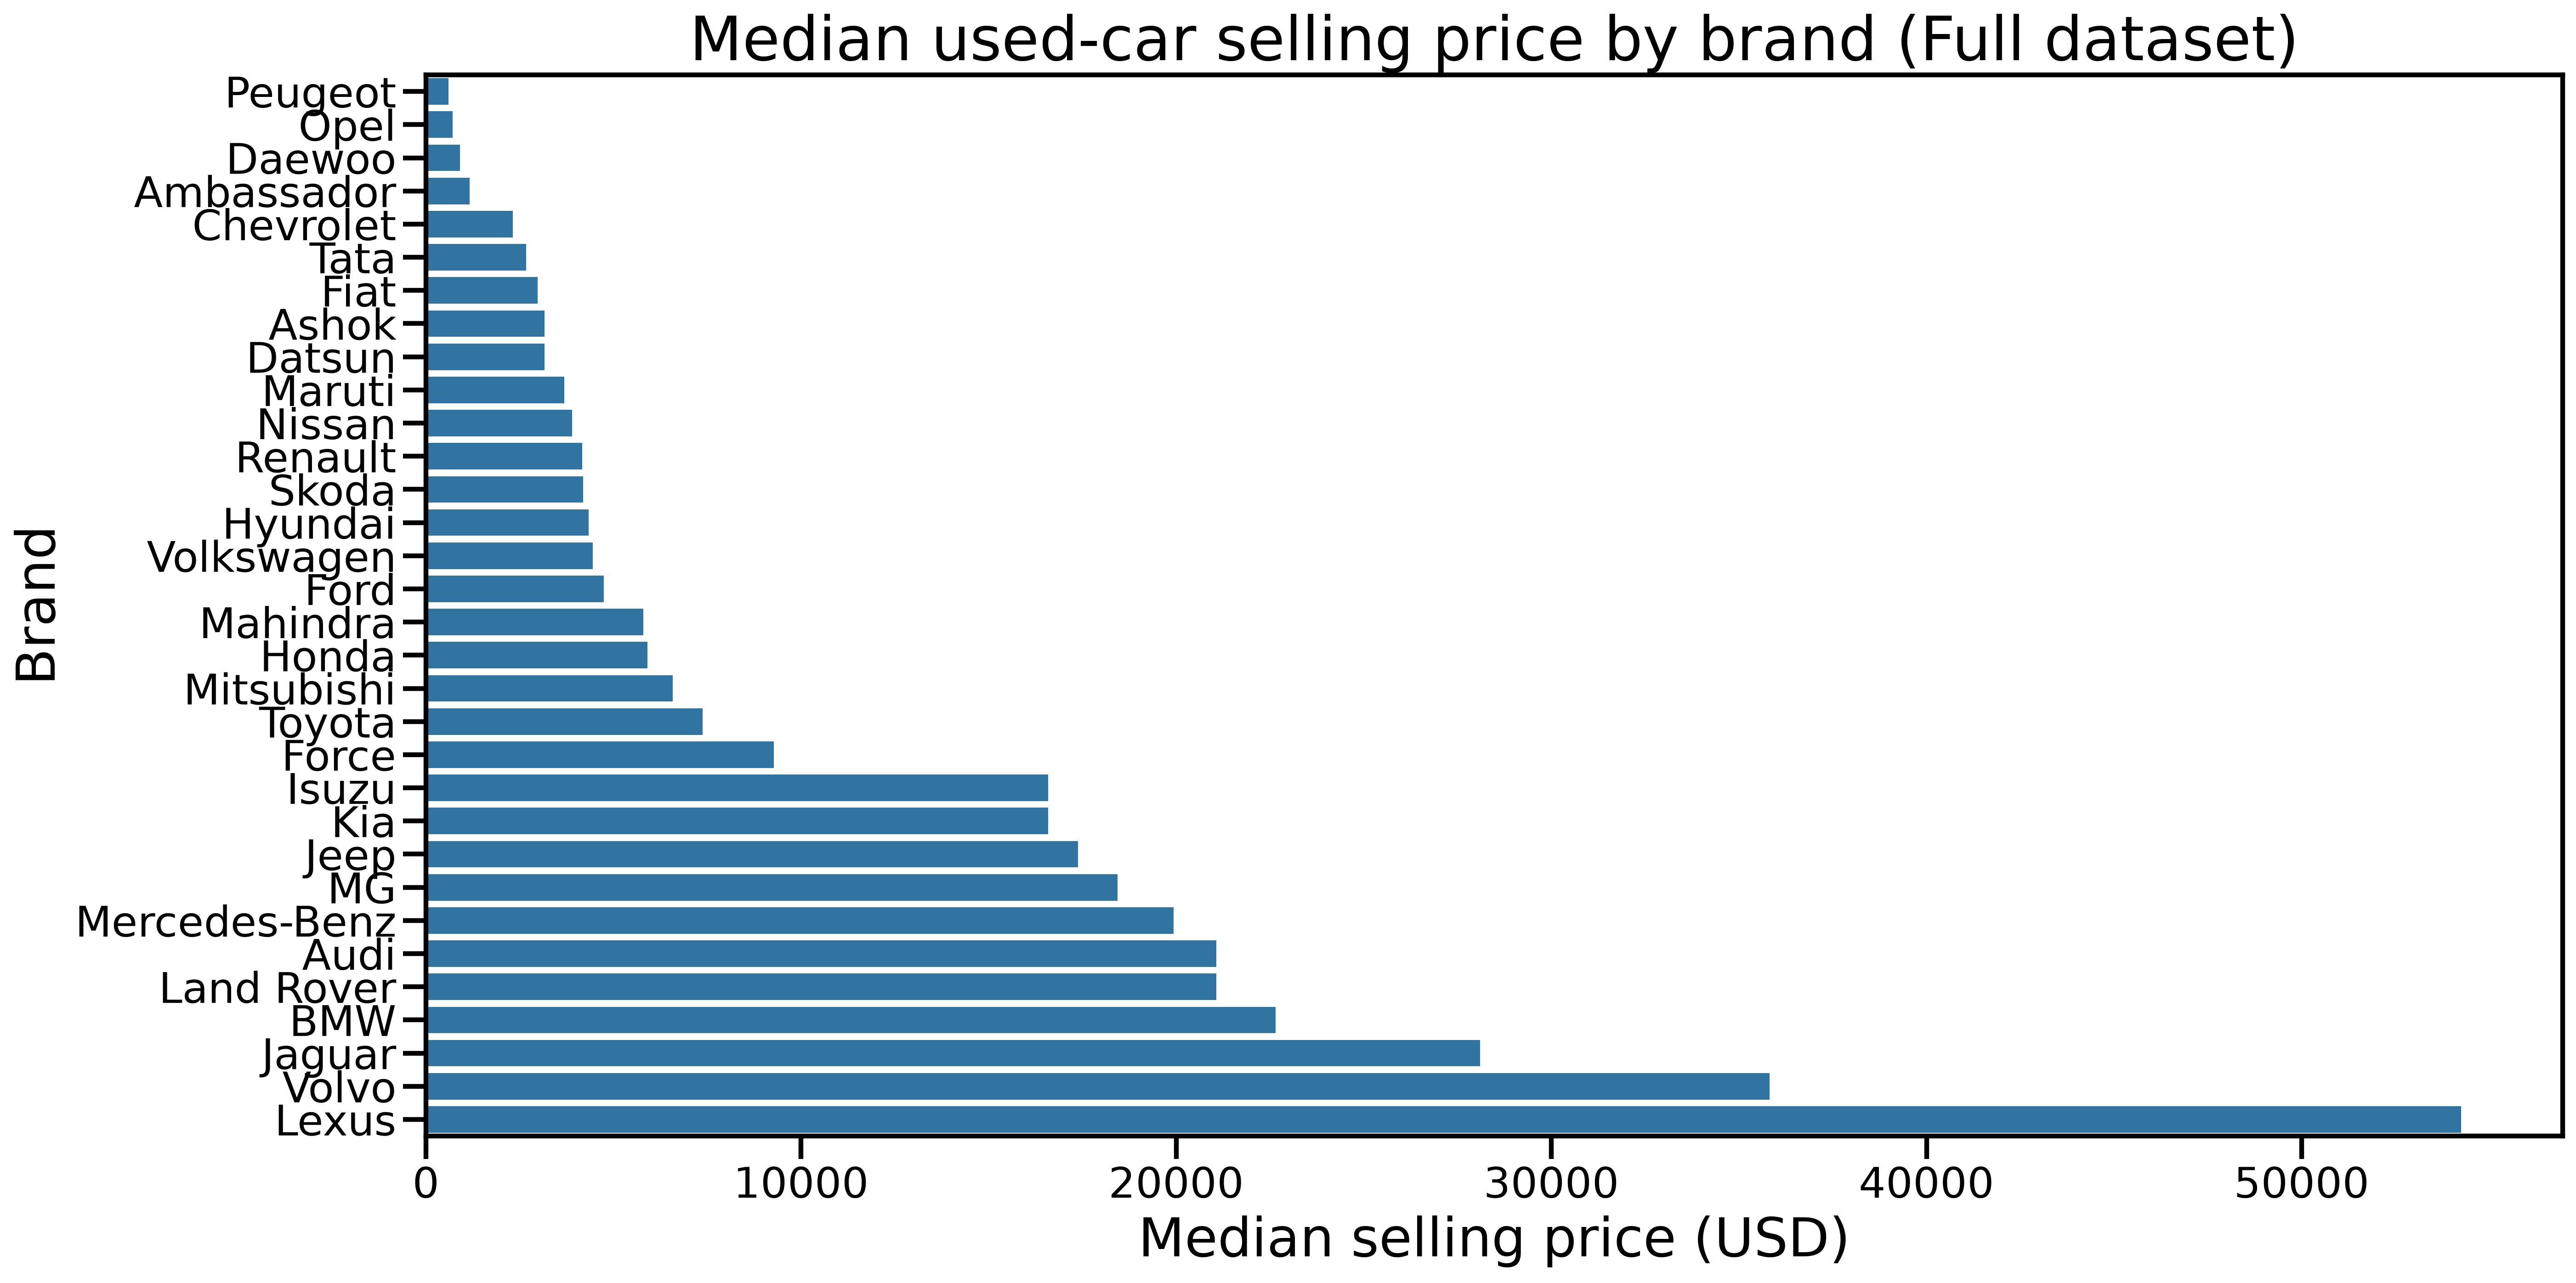 Median used-car selling price by brand (Full dataset)
Brand
Peugeot
Opel
Daewoo
Ambassador
Chevrolet
Tata
Fiat
Ashok
Datsun
Maruti
Nissan
Renault
Skoda
Hyundai
Volkswagen
Ford
Mahindra
Honda
Mitsubishi
Toyota
Force
Isuzu
Kia
Jeep
MG
Mercedes-Benz
Audi
Land Rover
BMW
Jaguar
Volvo
Lexus
0 10000 20000 30000 40000 50000
Median selling price (USD)